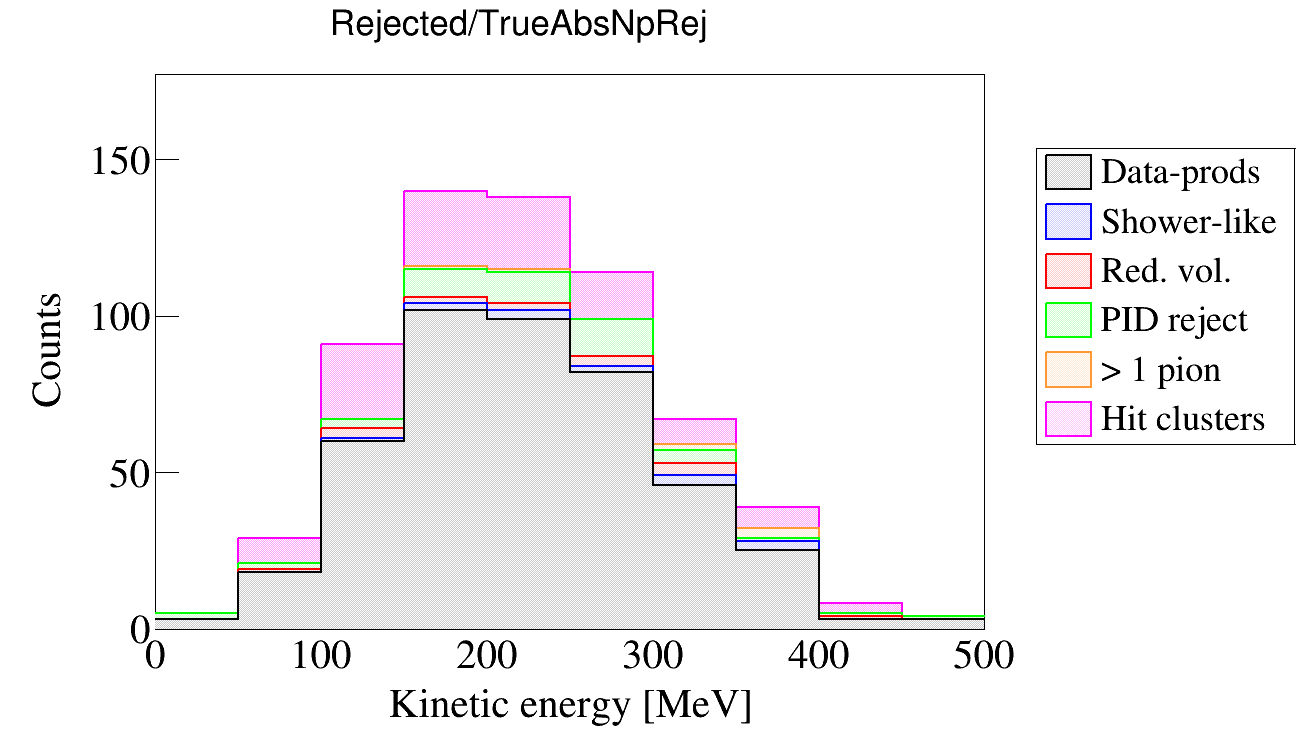 Rejected/TrueAbsNpRej
150
100
50
0
Counts
0 100 200 300 400 500
Kinetic energy [MeV]
Data-prods
Shower-like
Red. vol.
PID reject
> 1 pion
Hit clusters